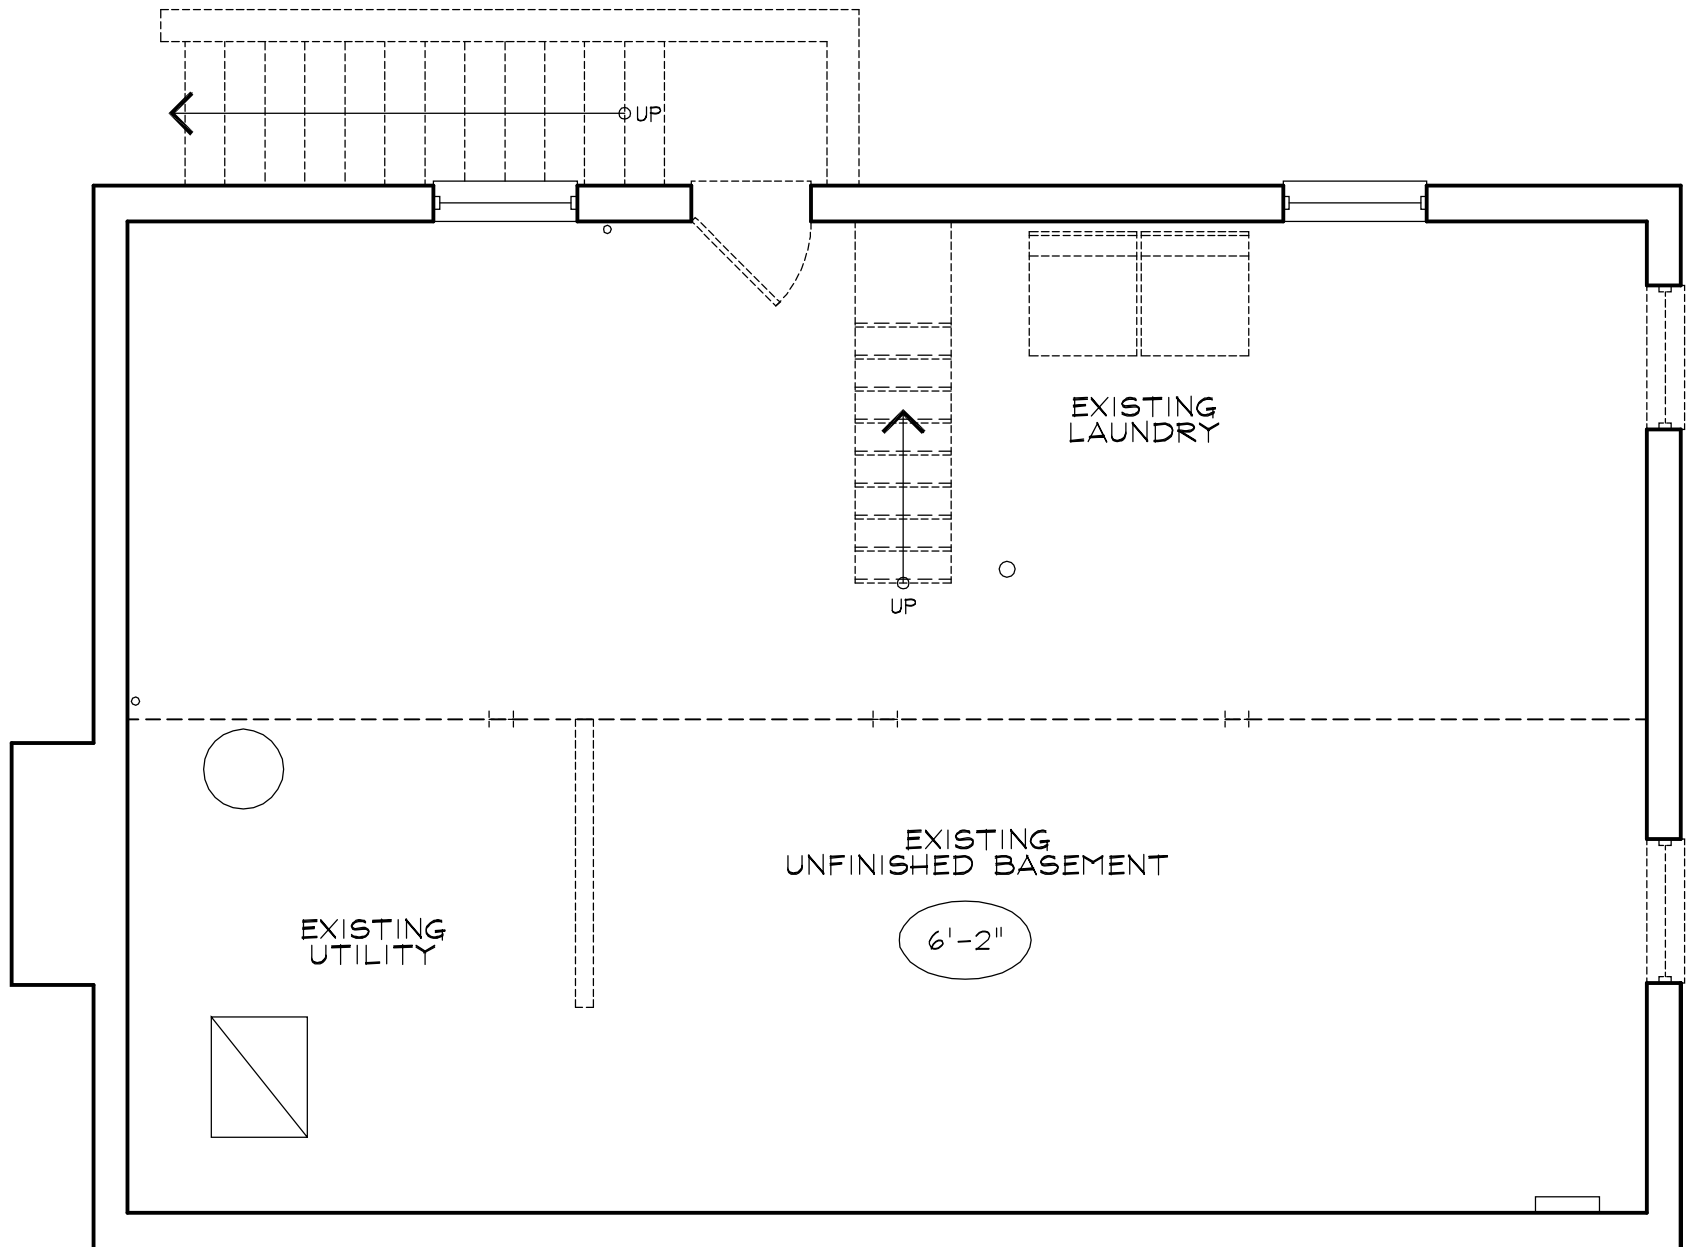 UP
EXISTING
LAUNDRY
UP
EXISTING
UNFINISHED BASEMENT
6'-2"
EXISTING
UTILITY